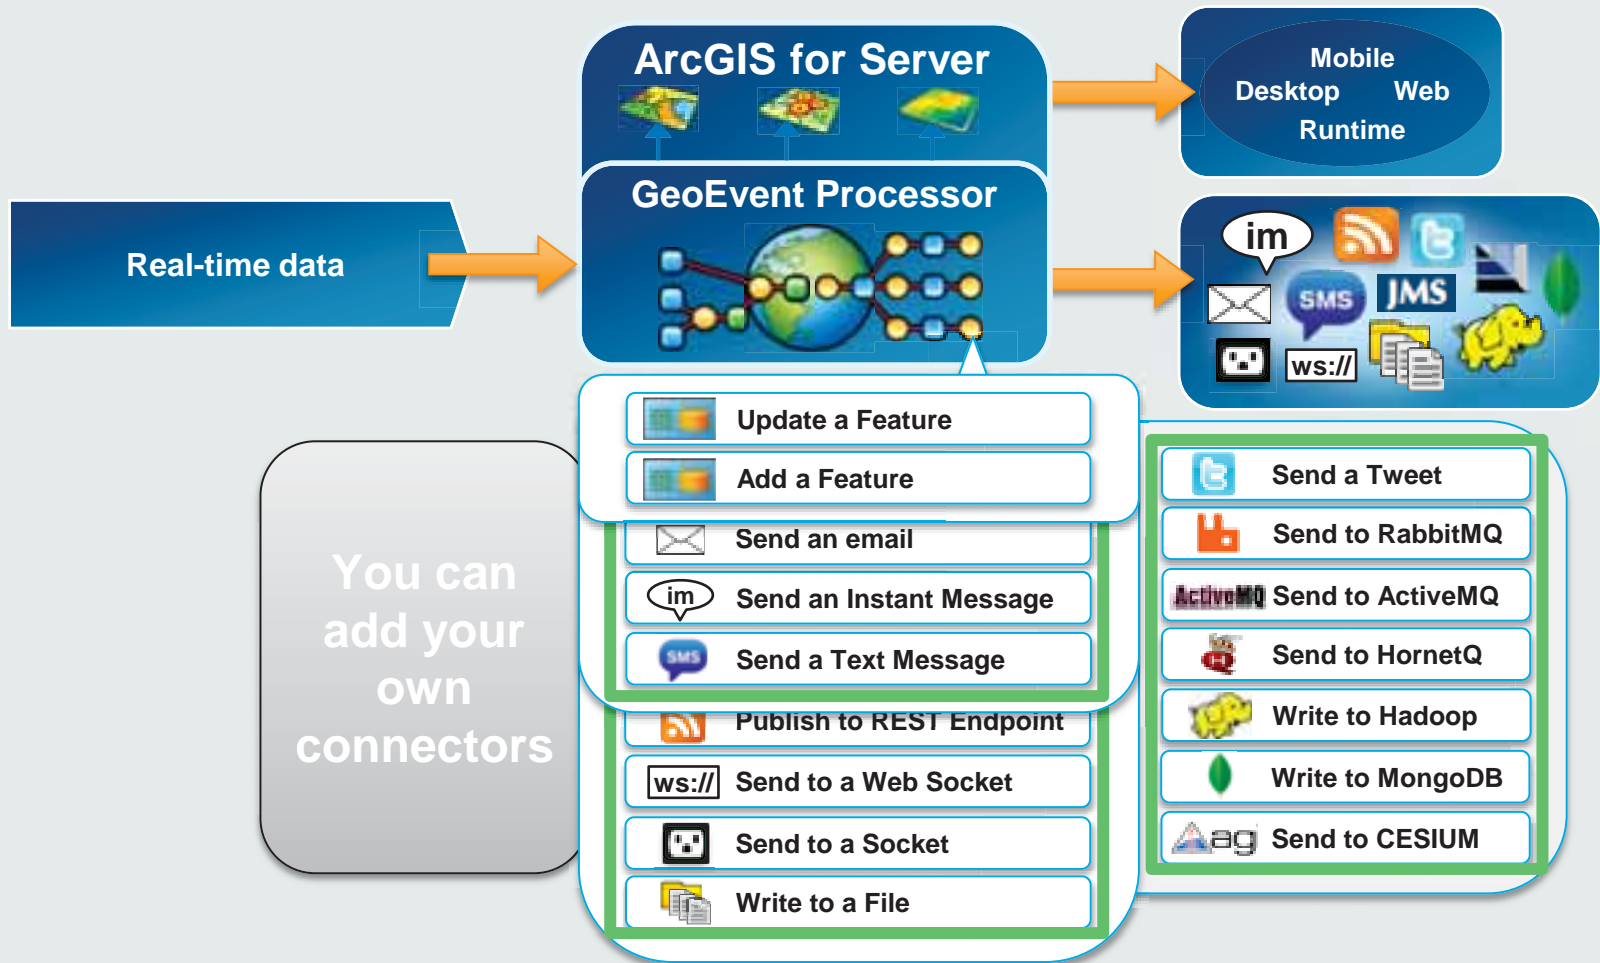 ArcGIS for Server
Mobile
Desktop Web
Runtime
GeoEvent Processor
Real-time data
im
SMS
JMS
ws://
Update a Feature
Add a Feature
Send an email
im
Send an Instant Message
SMS
Send a Text Message
Publish to REST Endpoint
ws://
Send to a Web Socket
Send to a Socket
Write to a File
You can
add your
own
connectors
Send a Tweet
Send to RabbitMQ
ActiveMQ
Send to ActiveMQ
Send to HornetQ
Write to Hadoop
Write to MongoDB
ag
Send to CESIUM